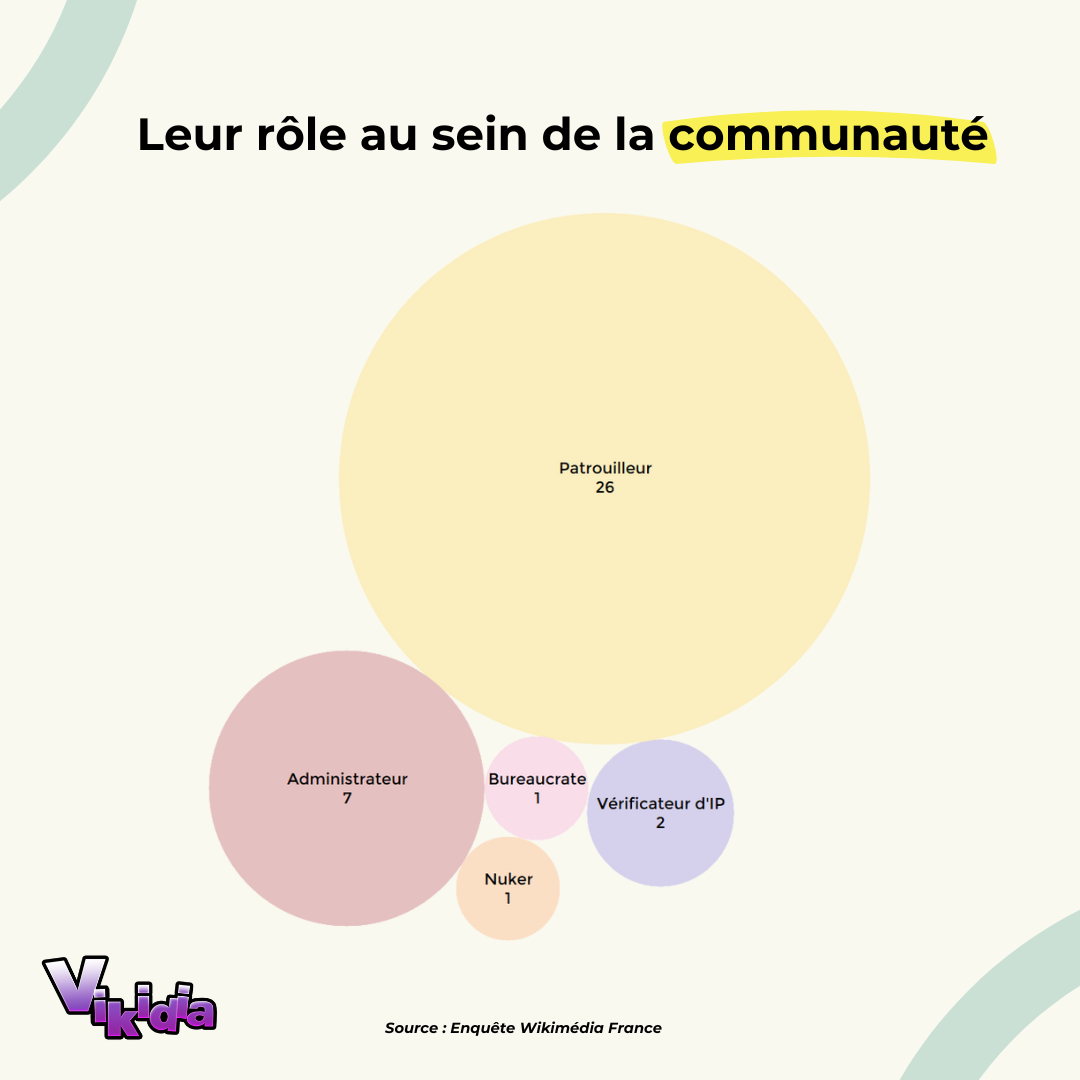 Leur rôle au sein de la communauté
Patrouilleur
26
Administrateur
7
Bureaucrate
1
Vérificateur d'IP
2
Nuker
1
Vikidia
Source : Enquête Wikimédia France